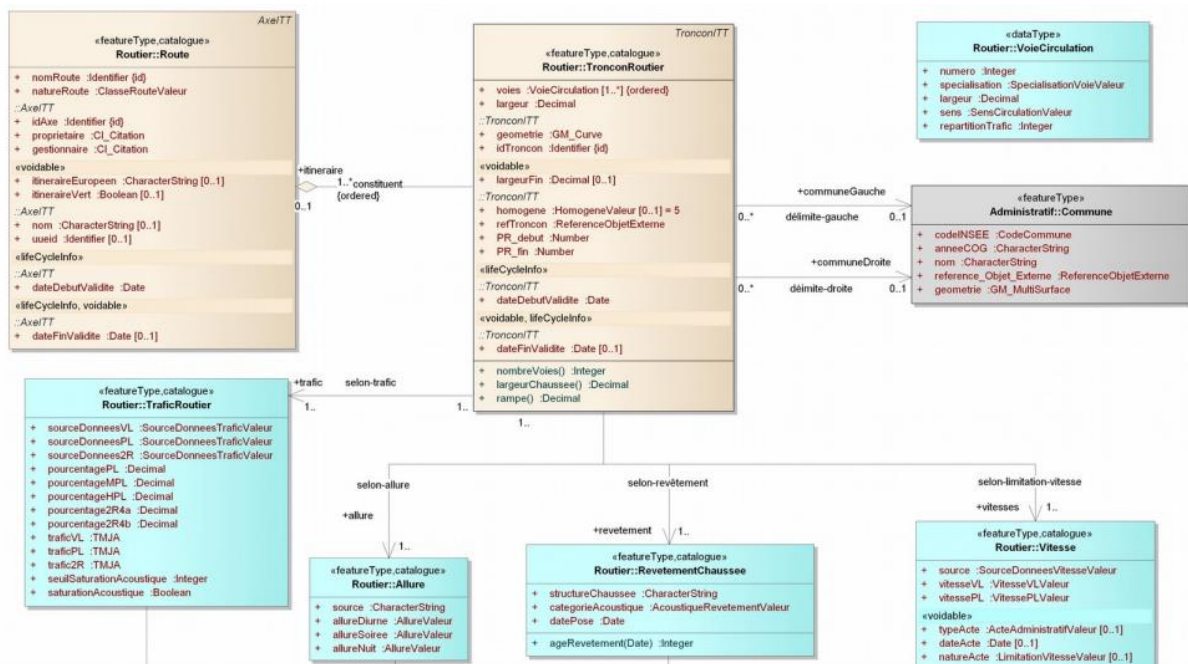 AxeITT
«featureType,catalogue»
Routier::Route
+ nomRoute :Identifier {id}
+ natureRoute :ClasseRouteValeur
::AxeITT
+ idAxe :Identifier {id}
+ proprietaire :CI_Citation
+ gestionnaire :CI_Citation
«voidable»
+ itineraireEuropeen :CharacterString [0..1]
+ itineraireVert :Boolean [0..1]
::AxeITT
+ nom :CharacterString [0..1]
+ uueid :Identifier [0..1]
«lifeCycleInfo»
::AxeITT
+ dateDebutValidite :Date
«lifeCycleInfo, voidable»
::AxeITT
+ dateFinValidite :Date [0..1]
+itineraire
0..1
1..*
constituent
{ordered}
TronconITT
«featureType,catalogue»
Routier::TronconRoutier
+ voies :VoieCirculation [1..*] {ordered}
+ largeur :Decimal
::TronconITT
+ geometrie :GM_Curve
+ idTroncon :Identifier {id}
«voidable»
+ largeurFin :Decimal [0..1]
::TronconITT
+ homogene :HomogeneValeur [0..1] = 5
+ refTroncon :ReferenceObjetExterne
+ PR_debut :Number
+ PR_fin :Number
«lifeCycleInfo»
::TronconITT
+ dateDebutValidite :Date
«voidable, lifeCycleInfo»
::TronconITT
+ dateFinValidite :Date [0..1]
+ nombreVoies() :Integer
+ largeurChaussee() :Decimal
+ rampe() :Decimal
«dataType»
Routier::VoieCirculation
+ numero :Integer
+ specialisation :SpecialisationVoieValeur
+ largeur :Decimal
+ sens :SensCirculationValeur
+ repartitionTrafic :Integer
+communeGauche
0..* délimite-gauche 0..1
+communeDroite
0..* déimite-droite 0..1
«featureType»
Administratif::Commune
+ codeINSEE :CodeCommune
+ anneeCOG :CharacterString
+ nom :CharacterString
+ reference_Objet_Externe :ReferenceObjetExterne
+ geometrie :GM_MultiSurface
+trafic selon-trafic
1.. 1..
1..
«featureType,catalogue»
Routier::TraficRoutier
+ sourceDonneesVL :SourceDonneesTraficValeur
+ sourceDonneesPL :SourceDonneesTraficValeur
+ sourceDonnees2R :SourceDonneesTraficValeur
+ pourcentagePL :Decimal
+ pourcentageMPL :Decimal
+ pourcentageHPL :Decimal
+ pourcentage2R4a :Decimal
+ pourcentage2R4b :Decimal
+ traficVL :TMJA
+ traficPL :TMJA
+ trafic2R :TMJA
+ seuilSaturationAcoustique :Integer
+ saturationAcoustique :Boolean
selon-allure
+allure
1..
«featureType,catalogue»
Routier::Allure
+ source :CharacterString
+ allureDiurne :AllureValeur
+ allureSoiree :AllureValeur
+ allureNuit :AllureValeur
selon-revêtement
+revetement 1..
«featureType,catalogue»
Routier::RevetementChaussee
+ structureChaussee :CharacterString
+ categorieAcoustique :AcoustiqueRevetementValeur
+ datePose :Date
+ ageRevetement(Date) :Integer
selon-limitation-vitesse
+vitesses 1..
«featureType,catalogue»
Routier::Vitesse
+ source :SourceDonneesVitesseValeur
+ vitesseVL :VitesseVLValeur
+ vitessePL :VitessePLValeur
«voidable»
+ typeActe :ActeAdministratifValeur [0..1]
+ dateActe :Date [0..1]
+ natureActe :LimitationVitesseValeur [0..1]